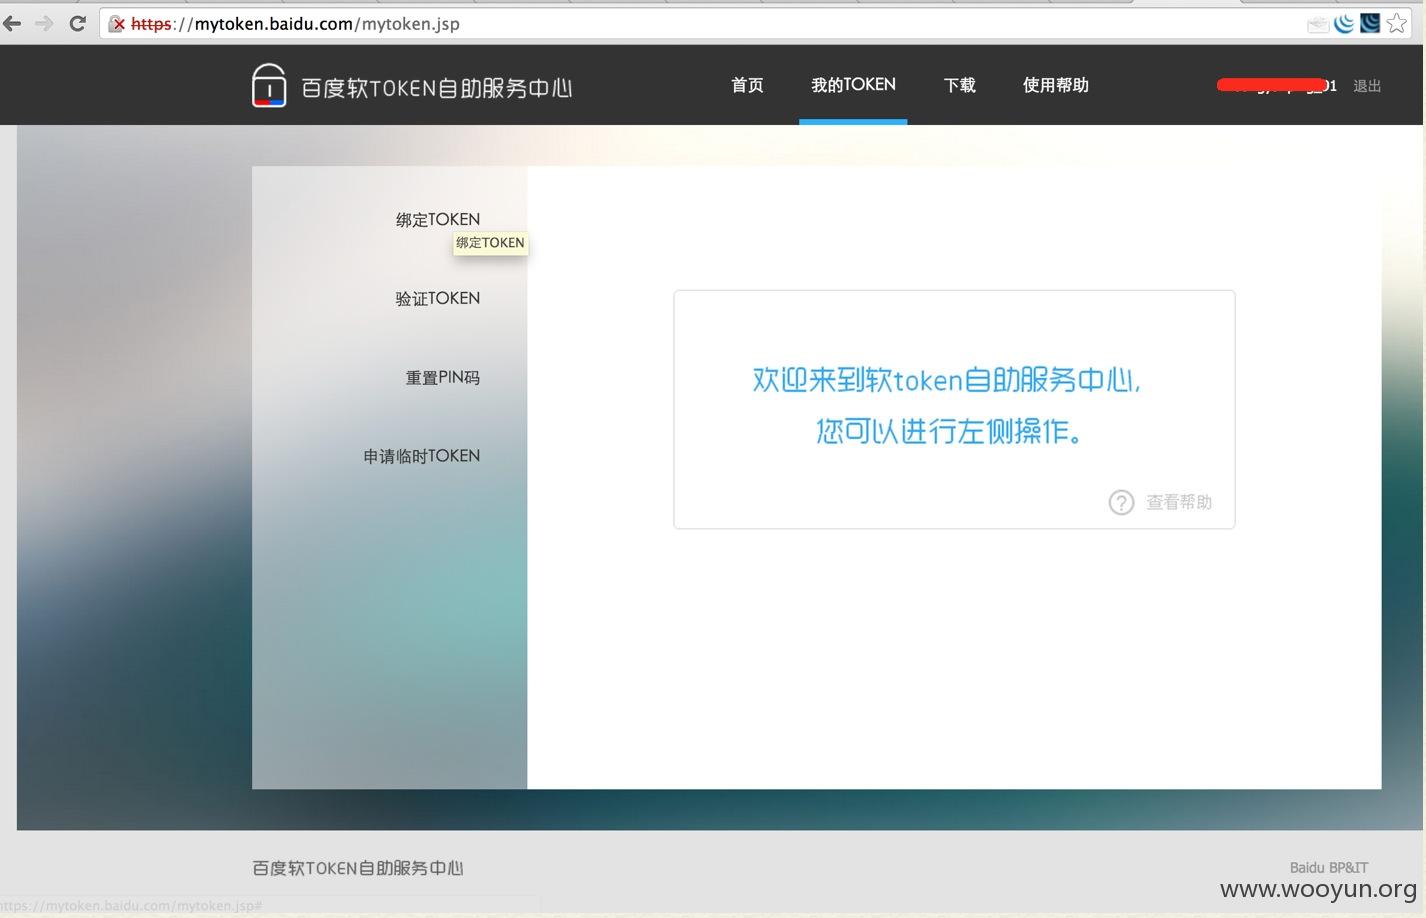 https://mytoken.baidu.com/mytoken.jsp
百度软TOKEN自助服务中心
首页
我的TOKEN
下载
使用帮助
01
退出
绑定TOKEN
绑定TOKEN
验证TOKEN
重置PIN码
申请临时TOKEN
欢迎来到软token自助服务中心,
您可以进行左侧操作。
? 查看帮助
百度软TOKEN自助服务中心
Baidu BP&IT
www.wooyun.org
https://mytoken.baidu.com/mytoken.jsp#